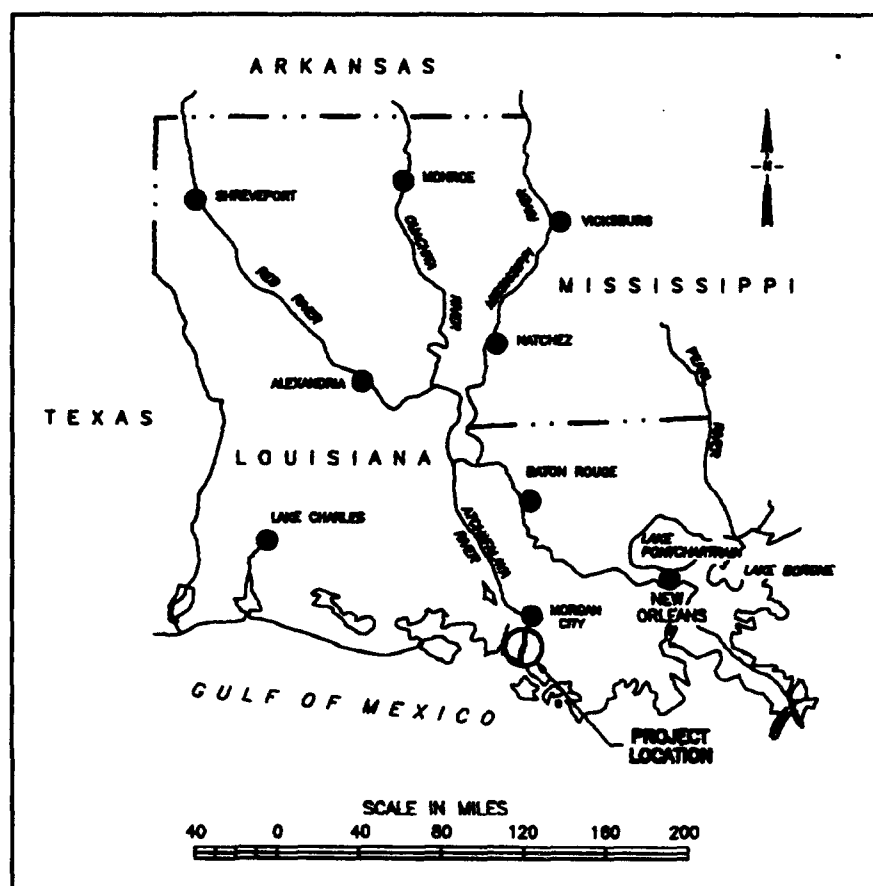 ARKANSAS
-N-
SHREVEPORT
MONROE
VICKSBURG
OUACHITA
RIVER
RIVER
MISSISSIPPI
RED
RIVER
MISSISSIPPI
NATCHEZ
PEARL
RIVER
ALEXANDRIA
TEXAS
LOUISIANA
BATON ROUGE
LAKE CHARLES
ATCHAFALAYA
RIVER
LAKE
PONTCHARTRAIN
LAKE BORGNE
NEW
ORLEANS
MORGAN
CITY
GULF OF MEXICO
PROJECT
LOCATION
SCALE IN MILES
40 0 40 80 120 160 200